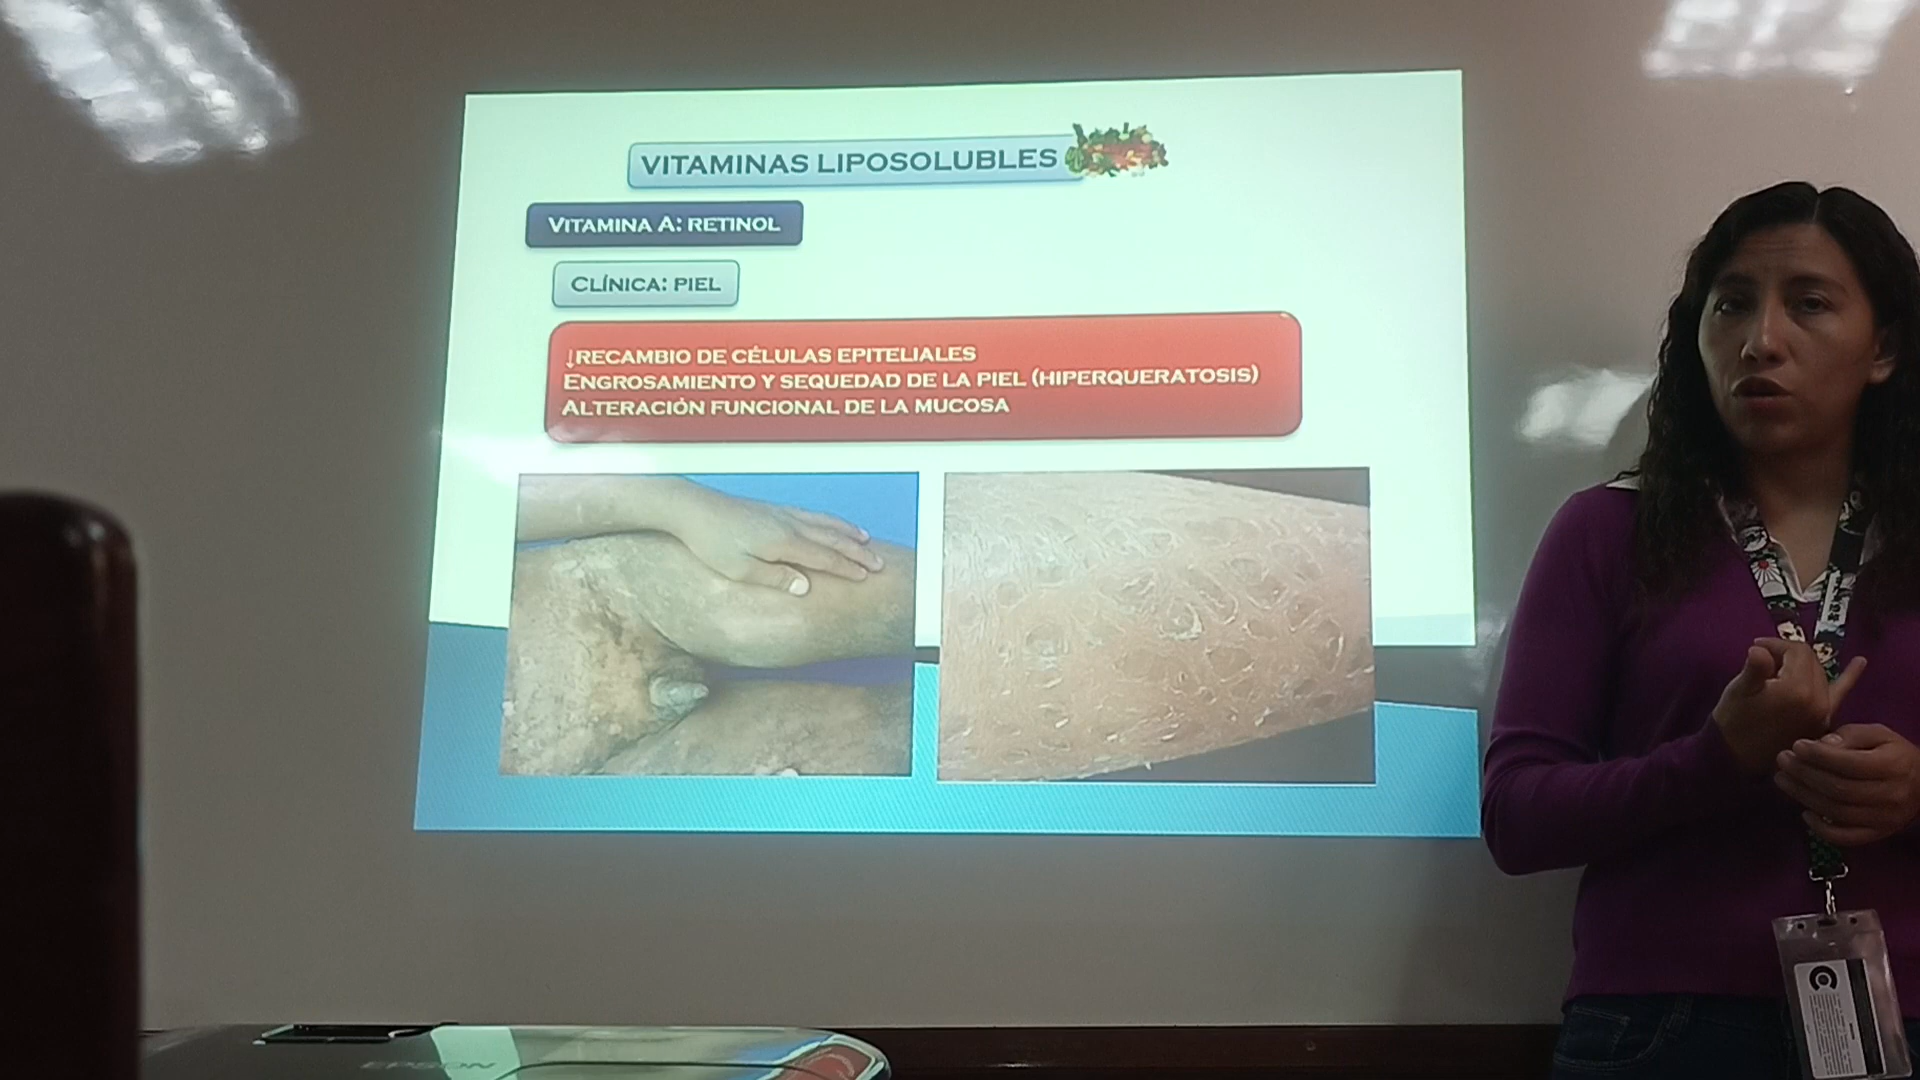 VITAMINAS LIPOSOLUBLES
VITAMINA A: RETINOL
CLÍNICA: PIEL
↓RECAMBIO DE CÉLULAS EPITELIALES
ENGROSAMIENTO Y SEQUEDAD DE LA PIEL (HIPERQUERATOSIS)
ALTERACIÓN FUNCIONAL DE LA MUCOSA
EPSON